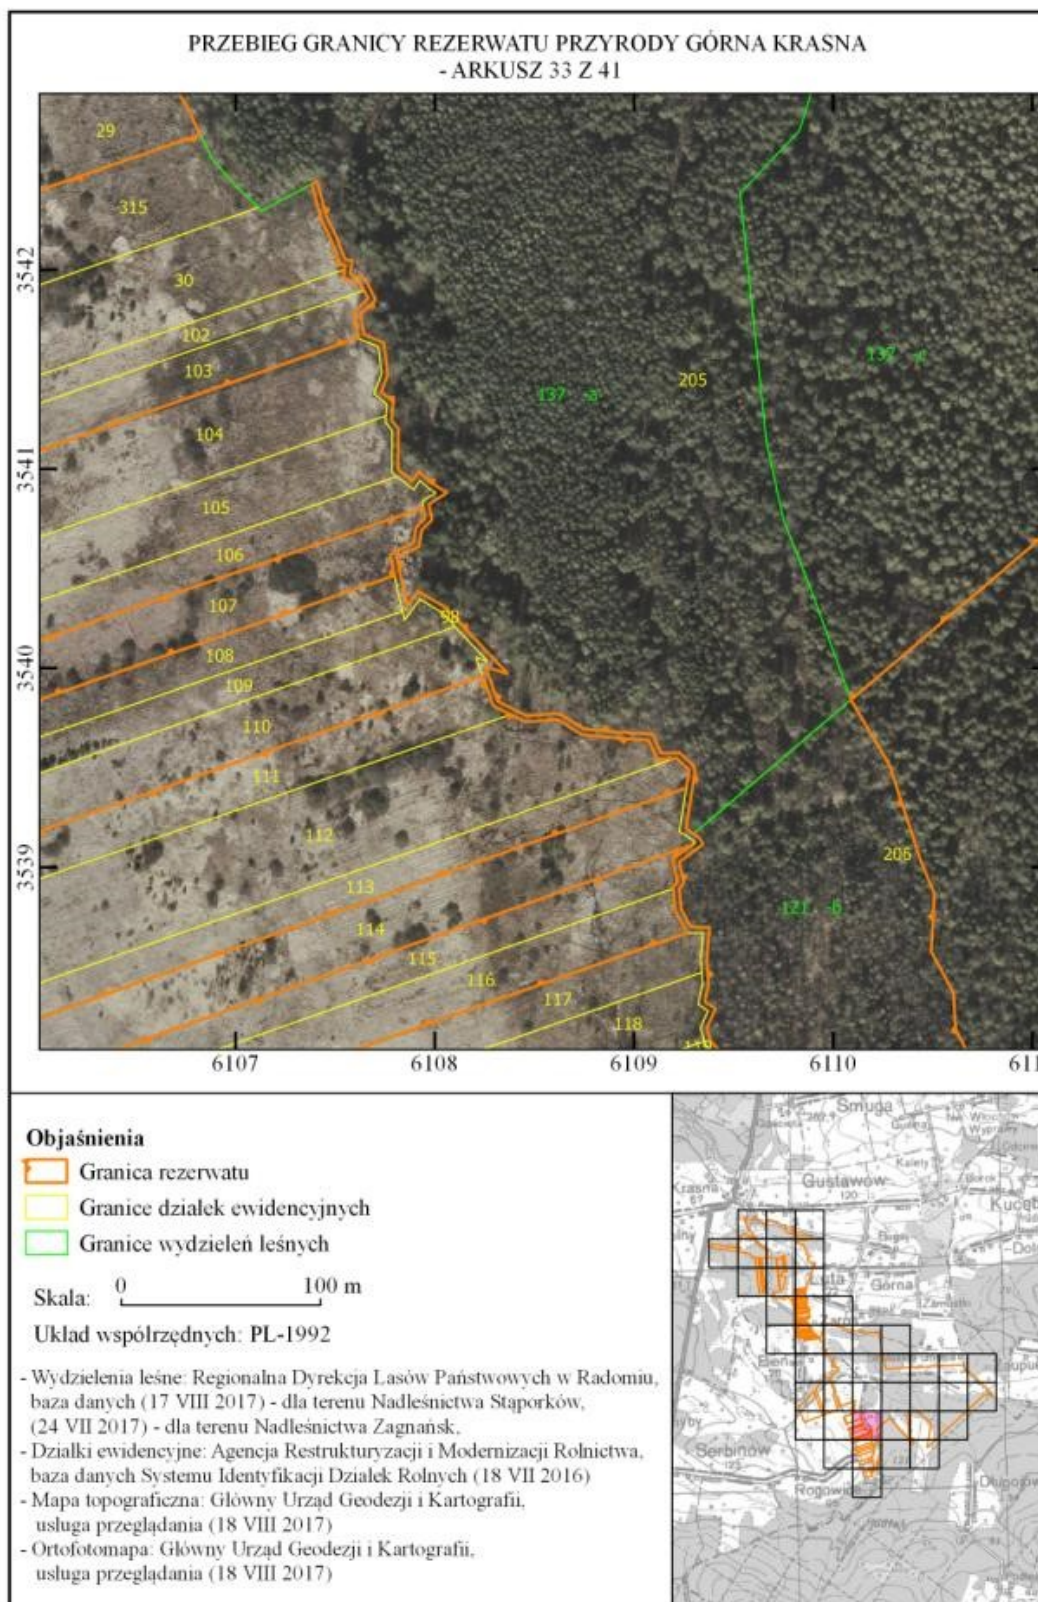 PRZEBIEG GRANICY REZERWATU PRZYRODY GÓRNA KRASNA
- ARKUSZ 33 Z 41
29
315
3542
30
102
137 -c
103
205
137 -a
104
3541
105
106
107
98
108
3540
109
110
111
112
206
3539
113
121 -b
114
115
116
117
118
6107
6108
6109
6110
Objaśnienia
Granica rezerwatu
Granice działek ewidencyjnych
Granice wydzieleń leśnych
Skala: 0 100 m
Układ współrzędnych: PL-1992
- Wydzielenia leśne: Regionalna Dyrekcja Lasów Państwowych w Radomiu,
baza danych (17 VIII 2017) - dla terenu Nadleśnictwa Stąporków,
(24 VII 2017) - dla terenu Nadleśnictwa Zagnańsk,
- Działki ewidencyjne: Agencja Restrukturyzacji i Modernizacji Rolnictwa,
baza danych Systemu Identyfikacji Działek Rolnych (18 VII 2016)
- Mapa topograficzna: Główny Urząd Geodezji i Kartografii,
usługa przeglądania (18 VIII 2017)
- Ortofotomapa: Główny Urząd Geodezji i Kartografii,
usługa przeglądania (18 VIII 2017)
Smuga
Krasna
Gustawów
120
Luta
Górna
Serbinów
Rogowice